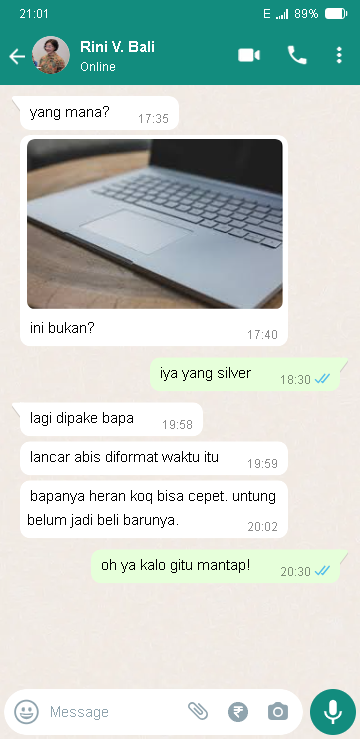 21:01 E 89%
Rini V. Bali
Online
yang mana?
17:35
ini bukan?
17:40
iya yang silver
18:30
lagi dipake bapa
19:58
lancar abis diformat waktu itu
19:59
bapanya heran koq bisa cepet. untung
belum jadi beli barunya.
20:02
oh ya kalo gitu mantap!
20:30
Message
₹